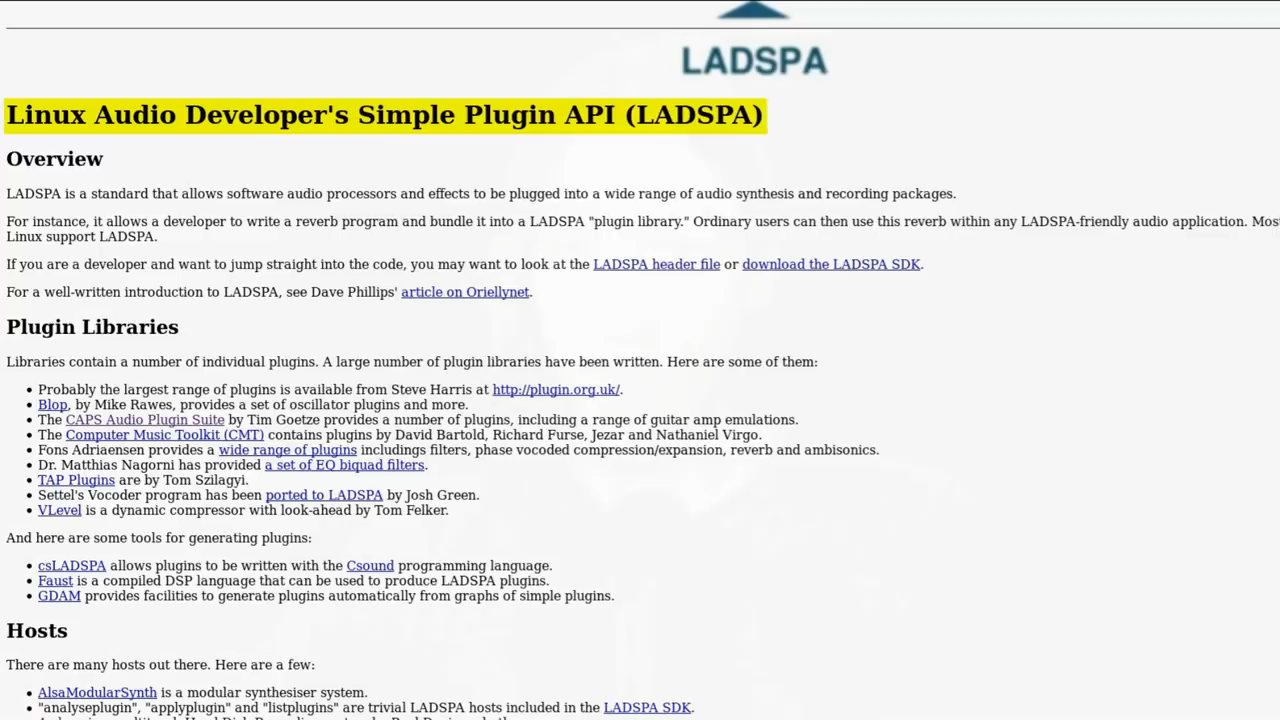 LADSPA
Linux Audio Developer's Simple Plugin API (LADSPA)
Overview
LADSPA is a standard that allows software audio processors and effects to be plugged into a wide range of audio synthesis and recording packages.
For instance, it allows a developer to write a reverb program and bundle it into a LADSPA "plugin library." Ordinary users can then use this reverb within any LADSPA-friendly audio application.
Linux support LADSPA.
If you are a developer and want to jump straight into the code, you may want to look at the LADSPA header file or download the LADSPA SDK.
For a well-written introduction to LADSPA, see Dave Phillips' article on Oriellynet.
Plugin Libraries
Libraries contain a number of individual plugins. A large number of plugin libraries have been written. Here are some of them:
• Probably the largest range of plugins is available from Steve Harris at http://plugin.org.uk/.
• Blop, by Mike Rawes, provides a set of oscillator plugins and more.
• The CAPS Audio Plugin Suite by Tim Goetze provides a number of plugins, including a range of guitar amp emulations.
• The Computer Music Toolkit (CMT) contains plugins by David Bartold, Richard Furse, Jezar and Nathaniel Virgo.
• Fons Adriaensen provides a wide range of plugins includings filters, phase vocoded compression/expansion, reverb and ambisonics.
• Dr. Matthias Nagorni has provided a set of EQ biquad filters.
• TAP Plugins are by Tom Szilagyi.
• Settel's Vocoder program has been ported to LADSPA by Josh Green.
• VLevel is a dynamic compressor with look-ahead by Tom Felker.
And here are some tools for generating plugins:
• csLADSPA allows plugins to be written with the Csound programming language.
• Faust is a compiled DSP language that can be used to produce LADSPA plugins.
• GDAM provides facilities to generate plugins automatically from graphs of simple plugins.
Hosts
There are many hosts out there. Here are a few:
• AlsaModularSynth is a modular synthesiser system.
• "analyseplugin", "applyplugin" and "listplugins" are trivial LADSPA hosts included in the LADSPA SDK.